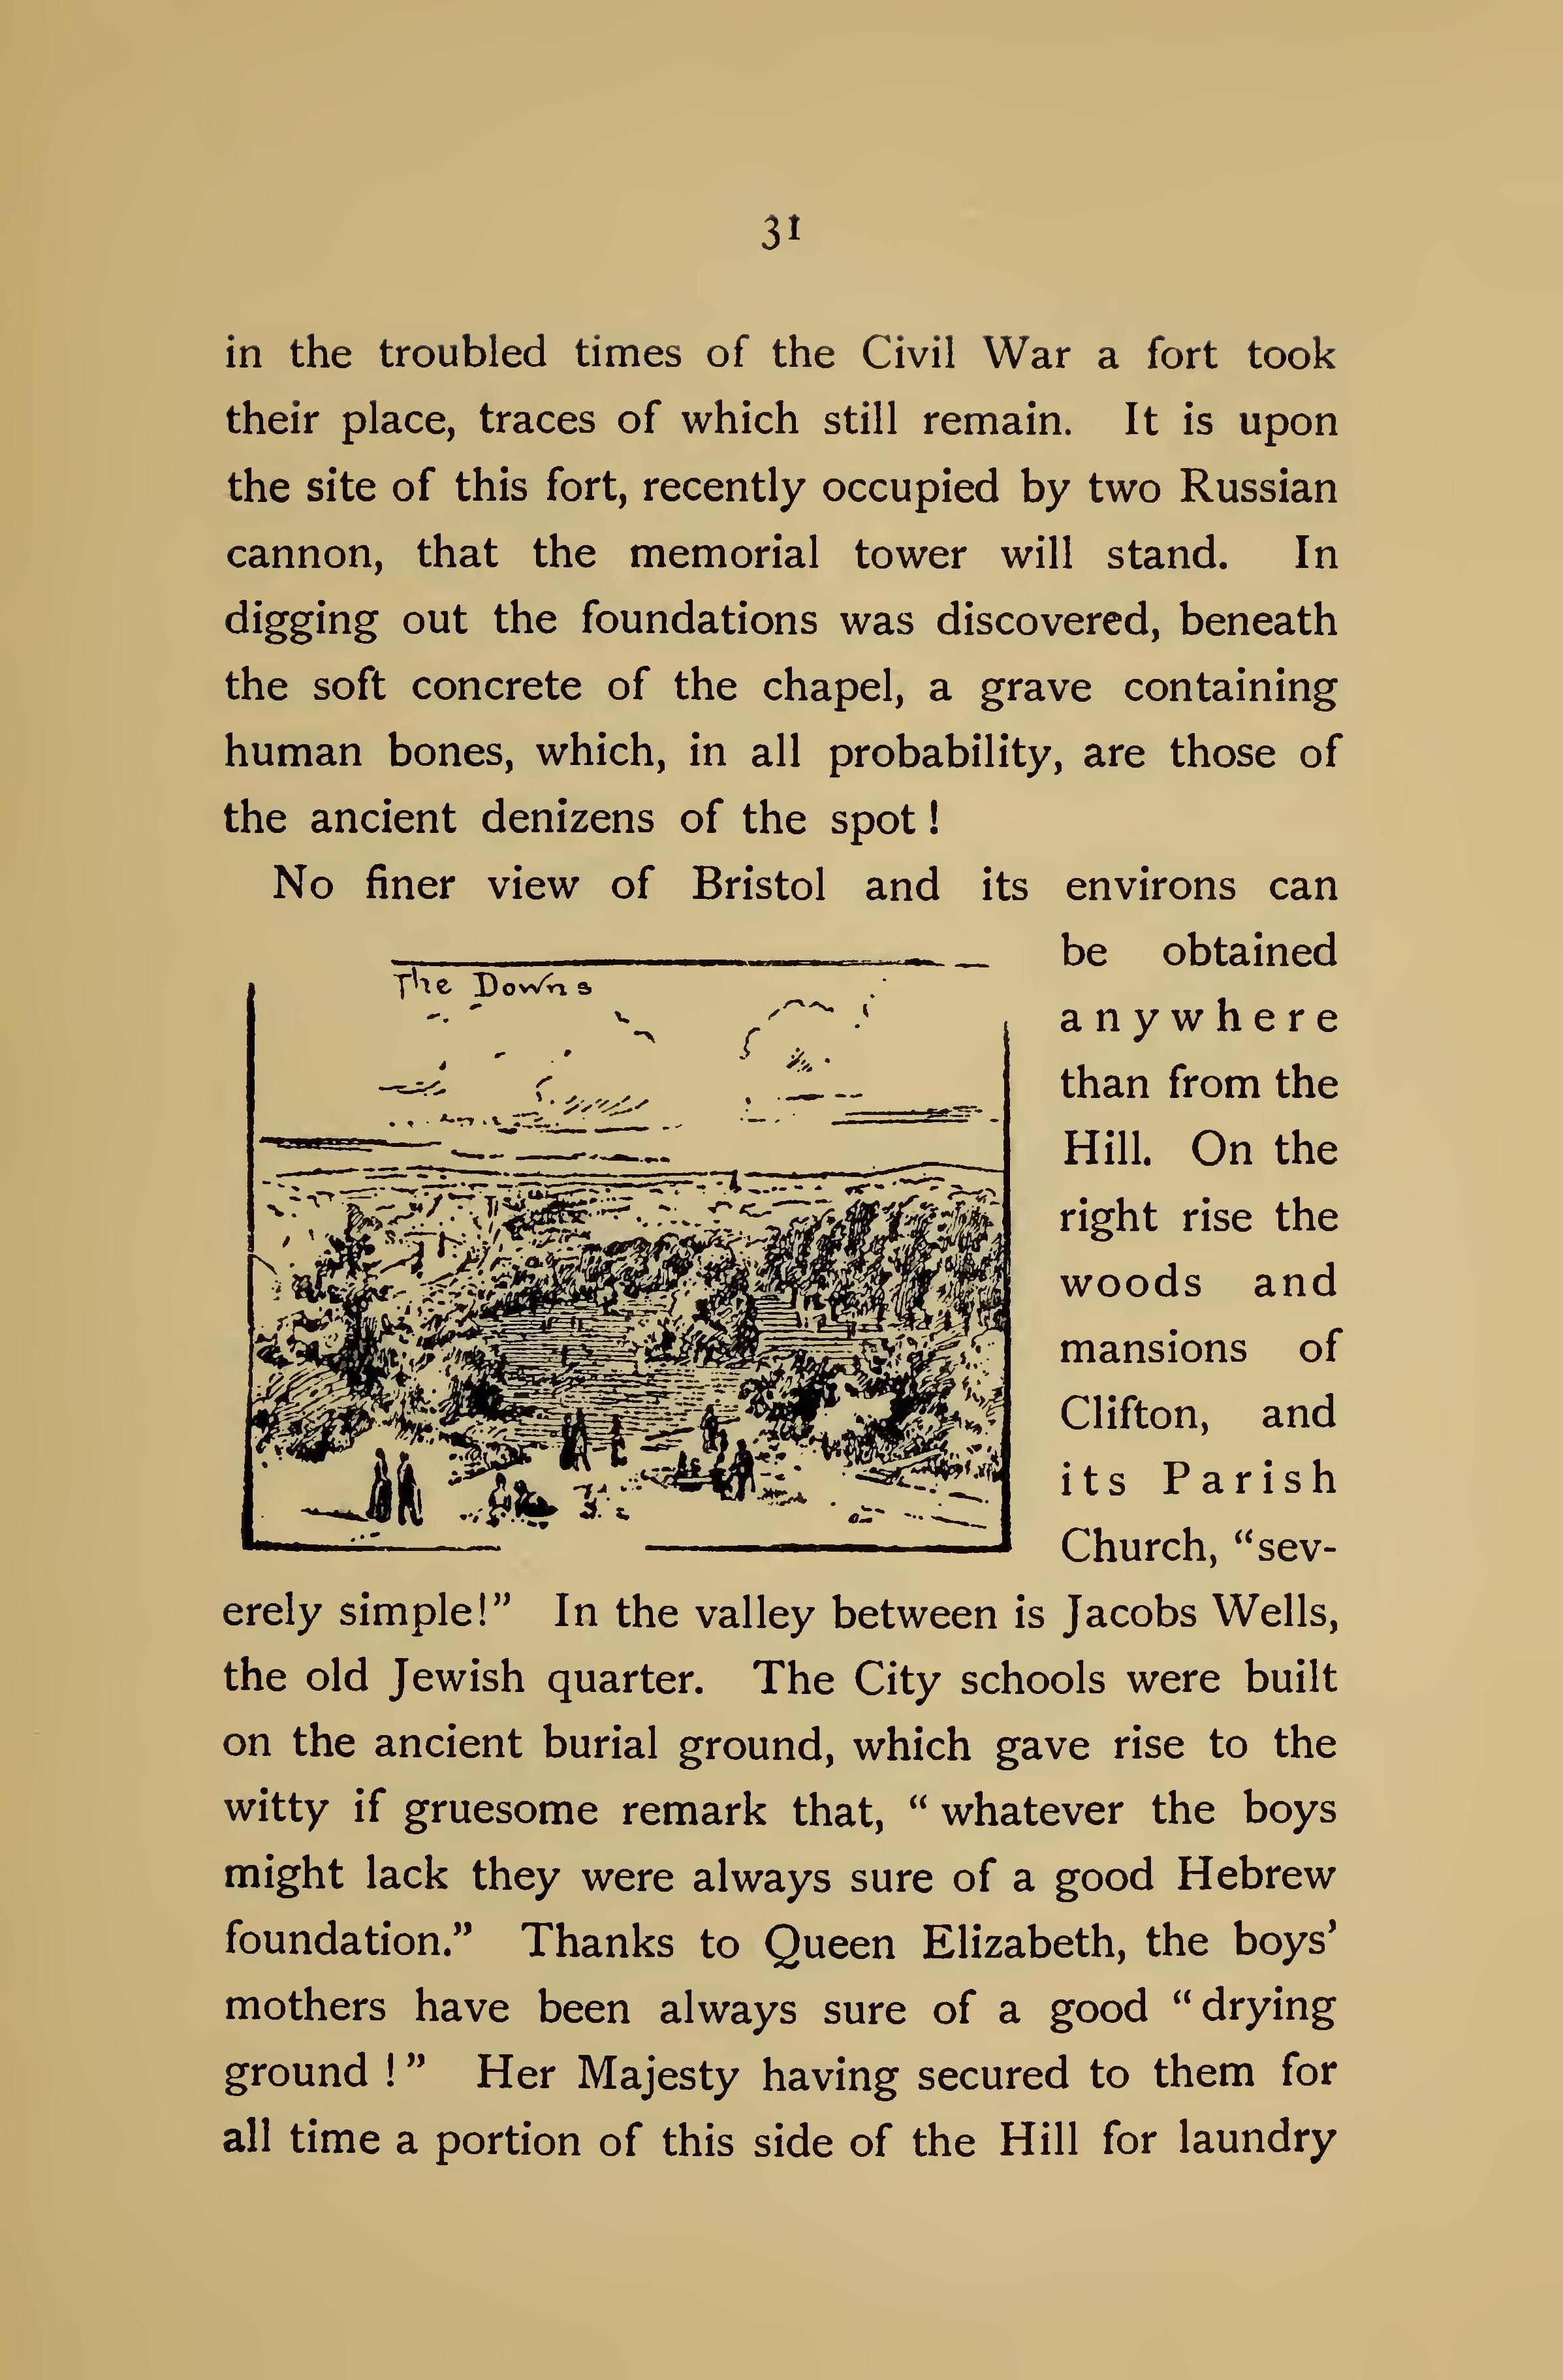 31
in the troubled times of the Civil War a fort took
their place, traces of which still remain. It is upon
the site of this fort, recently occupied by two Russian
cannon, that the memorial tower will stand. In
digging out the foundations was discovered, beneath
the soft concrete of the chapel, a grave containing
human bones, which, in all probability, are those of
the ancient denizens of the spot !
No finer view of Bristol and its environs can
The Downs
be obtained
anywhere
than from the
Hill. On the
right rise the
woods and
mansions of
Clifton, and
its Parish
Church, “sev-
erely simple!” In the valley between is Jacobs Wells,
the old Jewish quarter. The City schools were built
on the ancient burial ground, which gave rise to the
witty if gruesome remark that, “ whatever the boys
might lack they were always sure of a good Hebrew
foundation.” Thanks to Queen Elizabeth, the boys’
mothers have been always sure of a good “ drying
ground ! ” Her Majesty having secured to them for
all time a portion of this side of the Hill for laundry